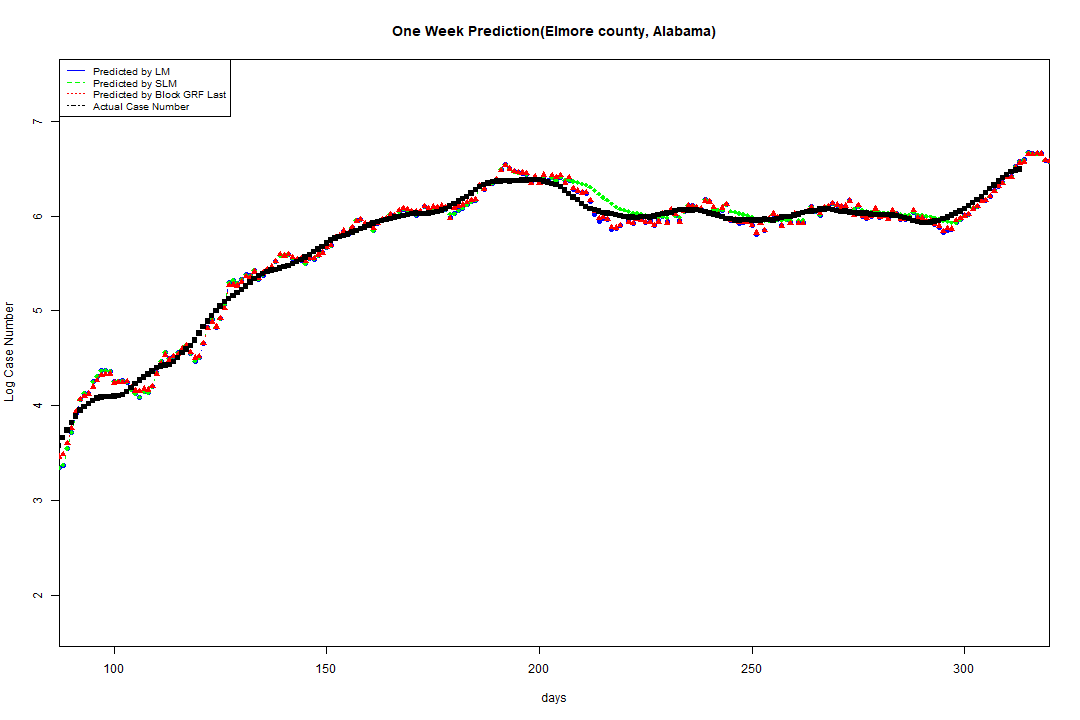 One Week Prediction(Elmore county, Alabama)
Predicted by LM
Predicted by SLM
Predicted by Block GRF Last
Actual Case Number
7
6
5
4
3
2
Log Case Number
100 150 200 250 300
days